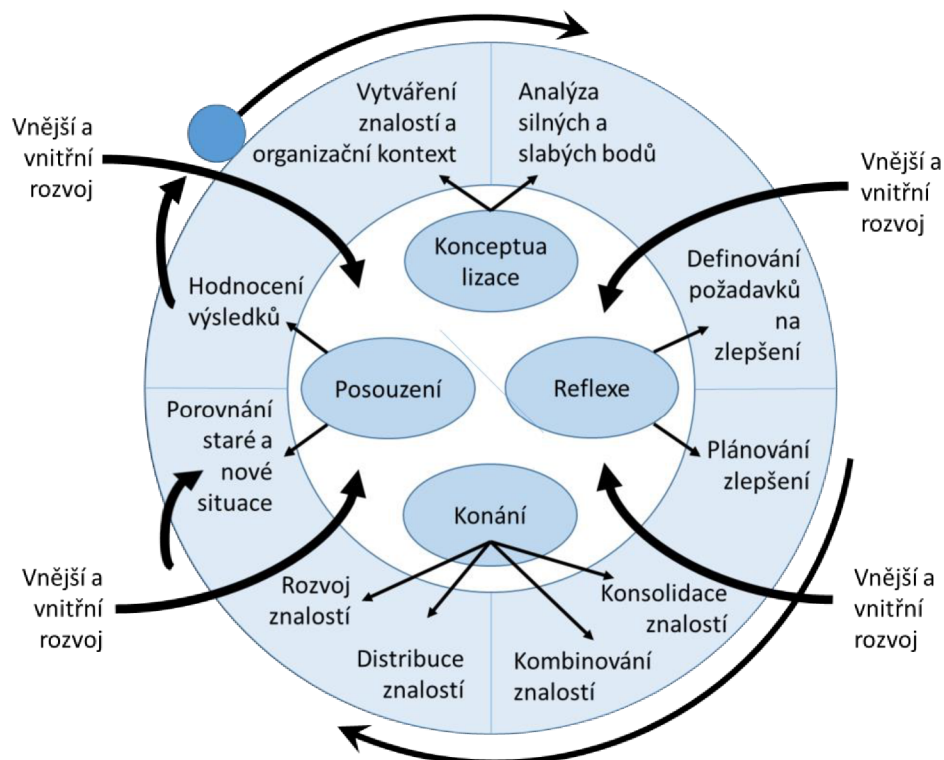 Vytváření
znalostí a
organizační kontext
Analýza
silných a
slabých bodů
Vnější a
vnitřní
rozvoj
Vnější a
vnitřní
rozvoj
Konceptua
lizace
Hodnocení
výsledků
Definování
požadavků
na
zlepšení
Posouzení
Reflexe
Porovnání
staré a
nové
situace
Plánování
zlepšení
Konání
Vnější a
vnitřní
rozvoj
Rozvoj
znalostí
Konsolidace
znalostí
Vnější a
vnitřní
rozvoj
Distribuce
znalostí
Kombinování
znalostí